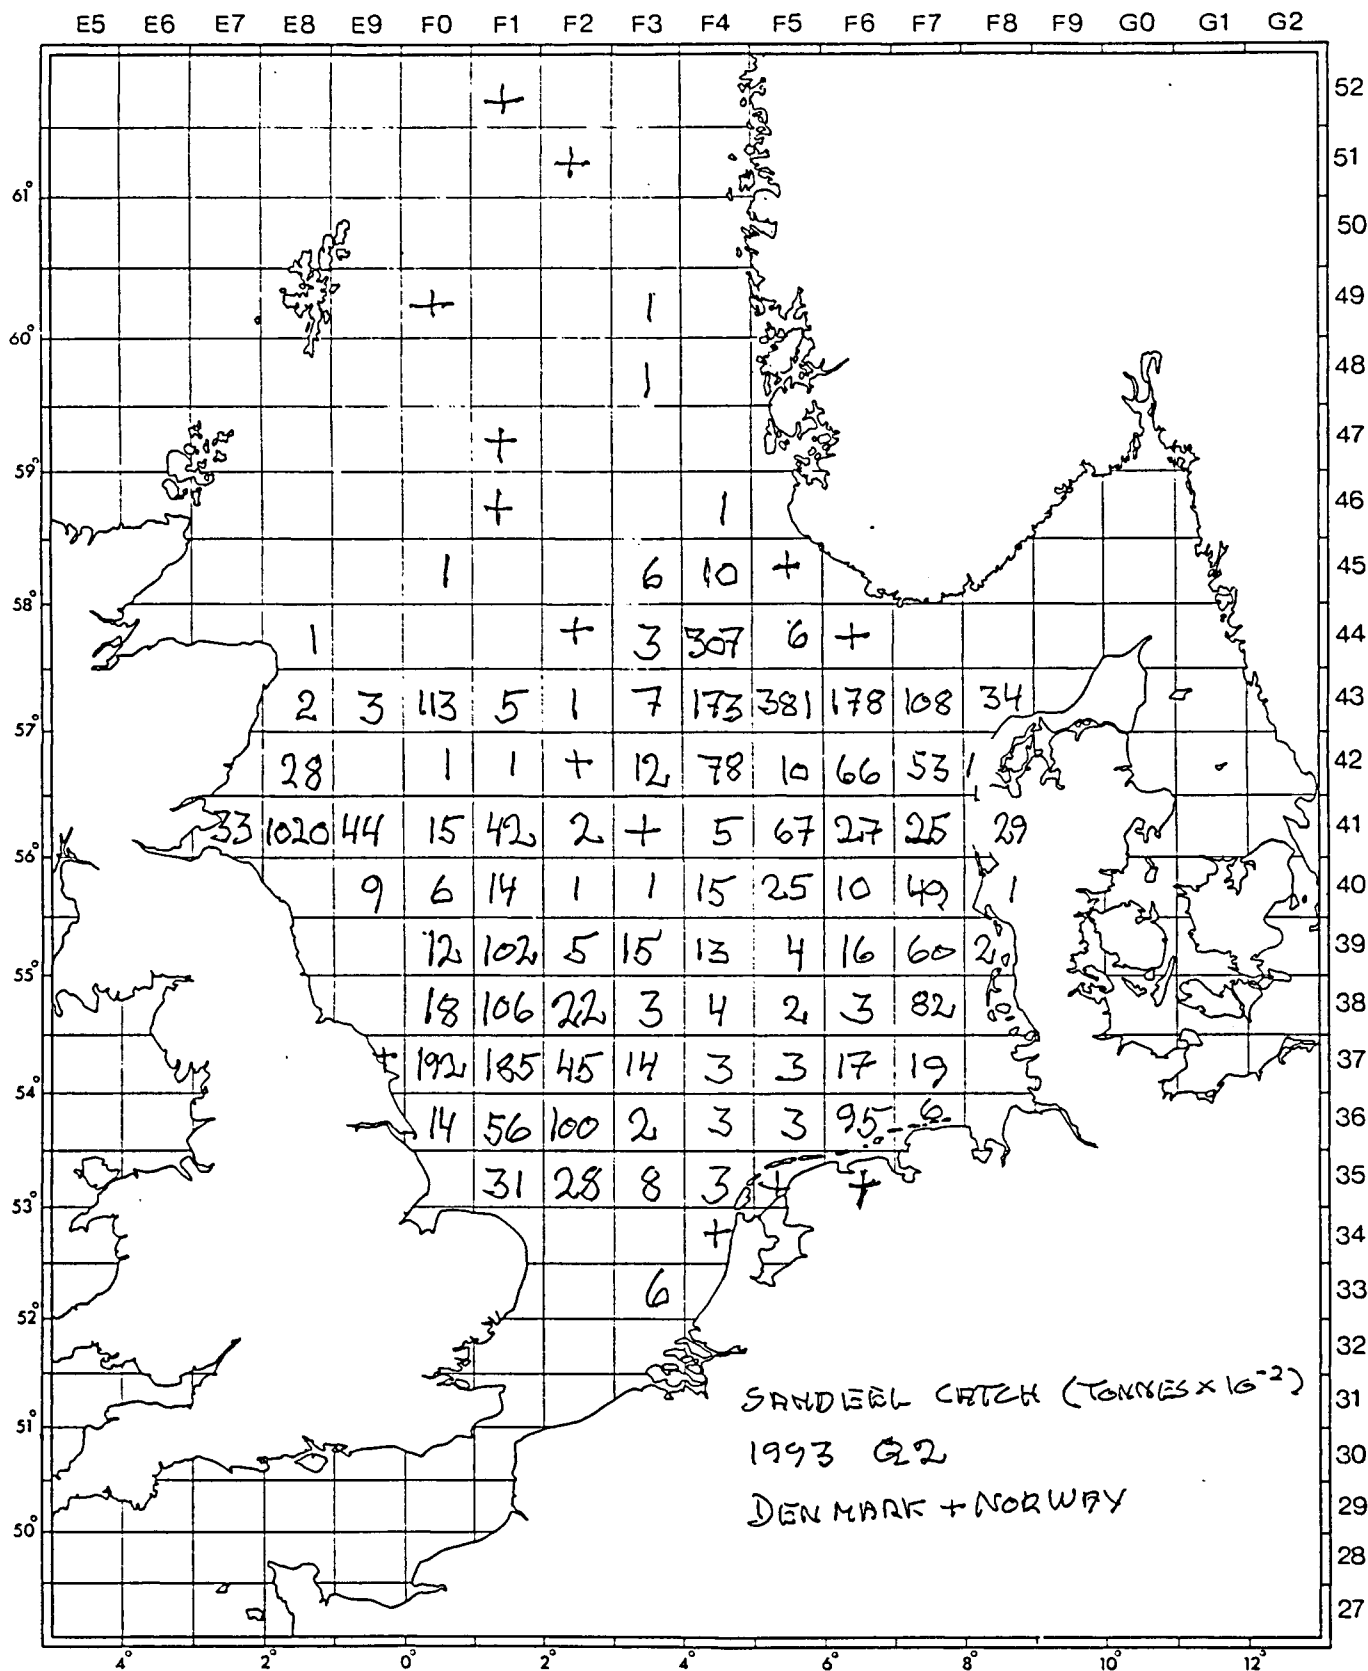 E5 E6 E7 E8 E9 F0 F1 F2 F3 F4 F5 F6 F7 F8 F9 G0 G1 G2
+ 52
+ 51
61°
50
+ 1 49
60°
1 48
+ 47
59°
+ 1 46
1 6 10 + 45
58°
1 + 3 307 6 + 44
2 3 113 5 1 7 173 381 178 108 34 43
57°
28 1 1 + 12 78 10 66 53 1 42
33 1020 44 15 42 2 + 5 67 27 25 29 41
56°
9 6 14 1 1 15 25 10 49 1 40
12 102 5 15 13 4 16 60 2 39
55°
18 106 22 3 4 2 3 82 38
+ 192 185 45 14 3 3 17 19 37
54°
14 56 100 2 3 3 95 6 36
31 28 8 3 + + 35
53°
+ 34
6 33
52°
32
SANDEEL CATCH (TONNES × 10⁻²) 31
51°
1993 Q2 30
DENMARK + NORWAY 29
50°
28
27
4° 2° 0° 2° 4° 6° 8° 10° 12°